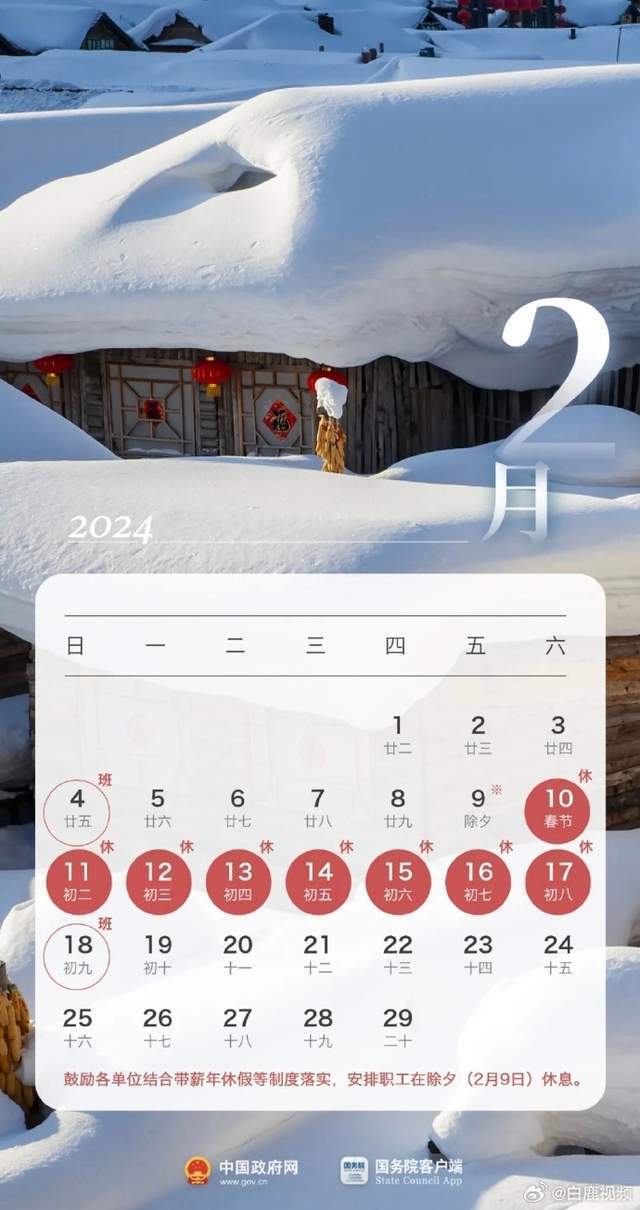 福
2
月
2024
日 一 二 三 四 五 六
1 2 3
廿二 廿三 廿四
班 休
4 5 6 7 8 9※ 10
廿五 廿六 廿七 廿八 廿九 除夕 春节
休 休 休 休 休 休 休
11 12 13 14 15 16 17
初二 初三 初四 初五 初六 初七 初八
班
18 19 20 21 22 23 24
初九 初十 十一 十二 十三 十四 十五
25 26 27 28 29
十六 十七 十八 十九 二十
鼓励各单位结合带薪年休假等制度落实，安排职工在除夕（2月9日）休息。
中国政府网
www.gov.cn
国务院
国务院客户端
State Council App
@白鹿视频